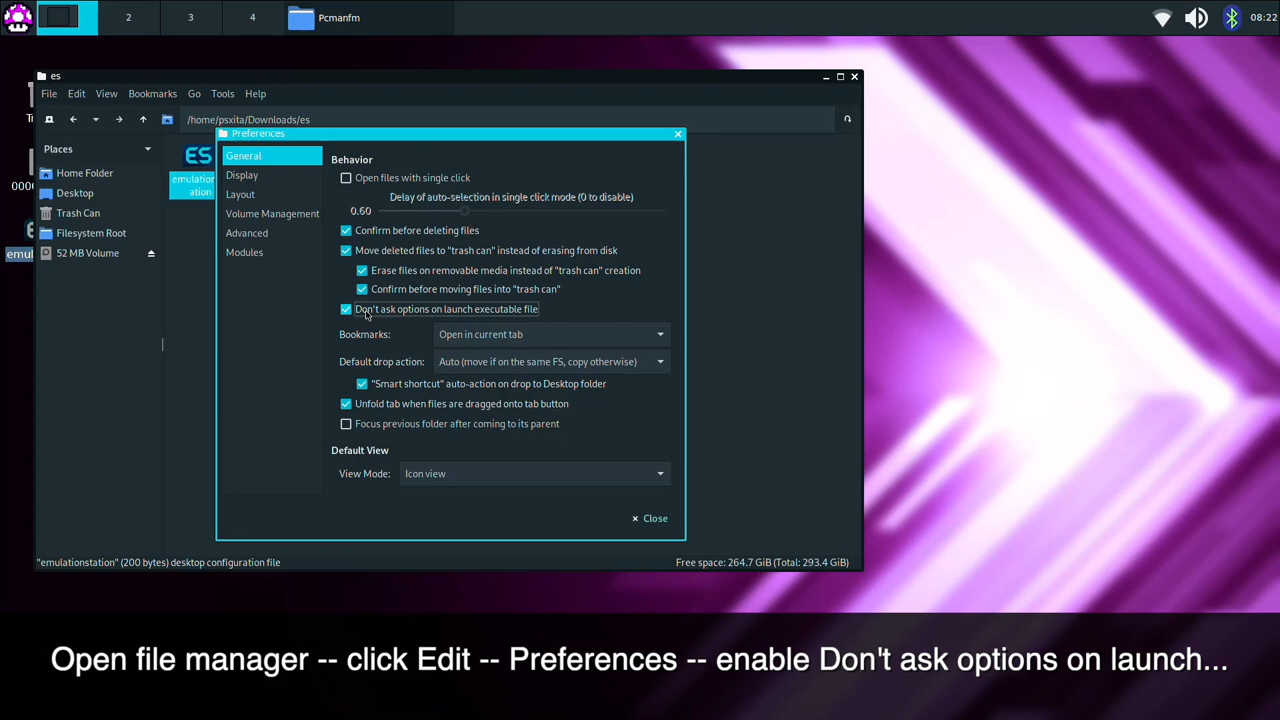 2
3
4
Pcmanfm
08:22
es
File Edit View Bookmarks Go Tools Help
/home/psxita/Downloads/es
Places
Home Folder
Desktop
Trash Can
Filesystem Root
52 MB Volume
ES
emulationst
ation
Tr
0000
emul
Preferences
General
Display
Layout
Volume Management
Advanced
Modules
Behavior
Open files with single click
Delay of auto-selection in single click mode (0 to disable)
0.60
Confirm before deleting files
Move deleted files to "trash can" instead of erasing from disk
Erase files on removable media instead of "trash can" creation
Confirm before moving files into "trash can"
Don't ask options on launch executable file
Bookmarks: Open in current tab
Default drop action: Auto (move if on the same FS, copy otherwise)
"Smart shortcut" auto-action on drop to Desktop folder
Unfold tab when files are dragged onto tab button
Focus previous folder after coming to its parent
Default View
View Mode: Icon view
Close
"emulationstation" (200 bytes) desktop configuration file
Free space: 264.7 GiB (Total: 293.4 GiB)
Open file manager -- click Edit -- Preferences -- enable Don't ask options on launch...